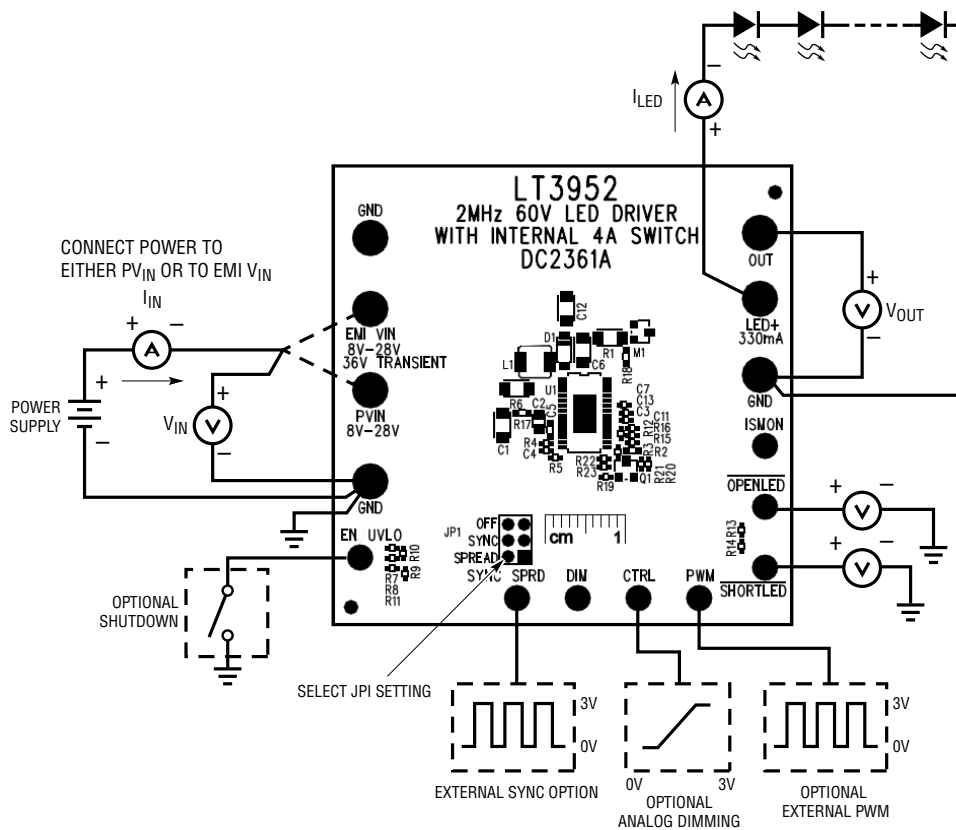 I LED
A
−
+
LT3952
2MHz 60V LED DRIVER
WITH INTERNAL 4A SWITCH
DC2361A
GND
CONNECT POWER TO
EITHER PVIN OR TO EMI VIN
IIN
+ −
A
EMI VIN
8V-28V
36V TRANSIENT
PVIN
8V-28V
POWER
SUPPLY
+
−
VIN
+
V
−
GND
OUT
LED+
330mA
GND
+
V
VOUT
−
ISMON
OPENLED
+ V −
SHORTLED
+ V −
C12
D1
R1
M1
L1
C6
R18
U1
R6
C2
R17
C5
C1
R4
C4
R5
C7
C13
C3
C11
R16
R12
R15
R3
R2
R22
R23
R19
Q1
R21
R20
JP1
OFF
SYNC
SPREAD
cm 1
R13
R14
EN UVLO
R10
R9
R7
R8
R11
SYNC SPRD
DIM
CTRL
PWM
OPTIONAL
SHUTDOWN
SELECT JPI SETTING
3V
0V
EXTERNAL SYNC OPTION
0V 3V
OPTIONAL
ANALOG DIMMING
3V
0V
OPTIONAL
EXTERNAL PWM